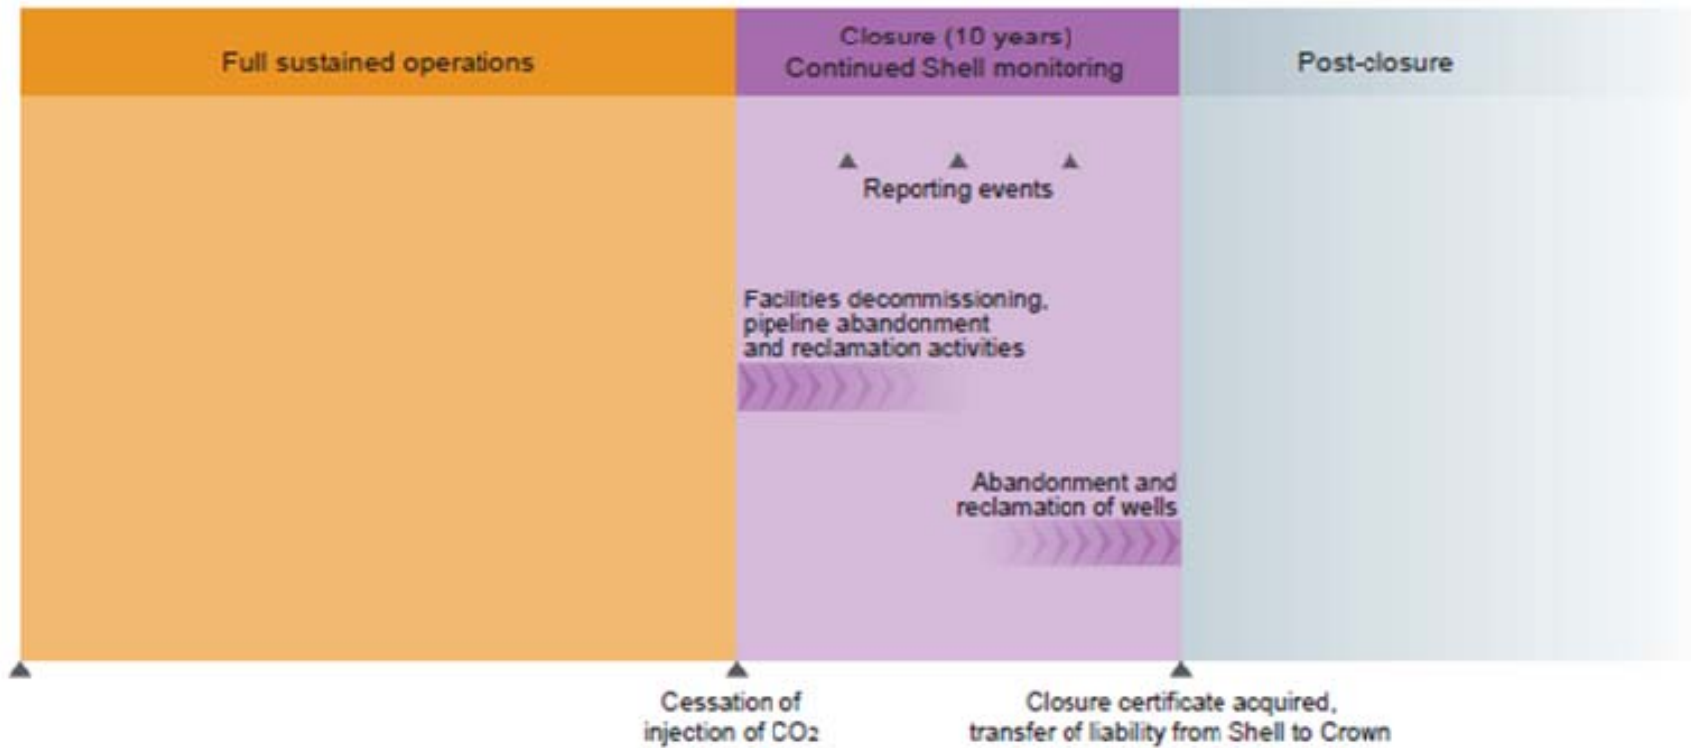 Full sustained operations
Closure (10 years)
Continued Shell monitoring
Post-closure
Reporting events
Facilities decommissioning,
pipeline abandonment
and reclamation activities
Abandonment and
reclamation of wells
Cessation of
injection of CO₂
Closure certificate acquired,
transfer of liability from Shell to Crown